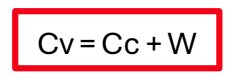 Cv = Cc + W